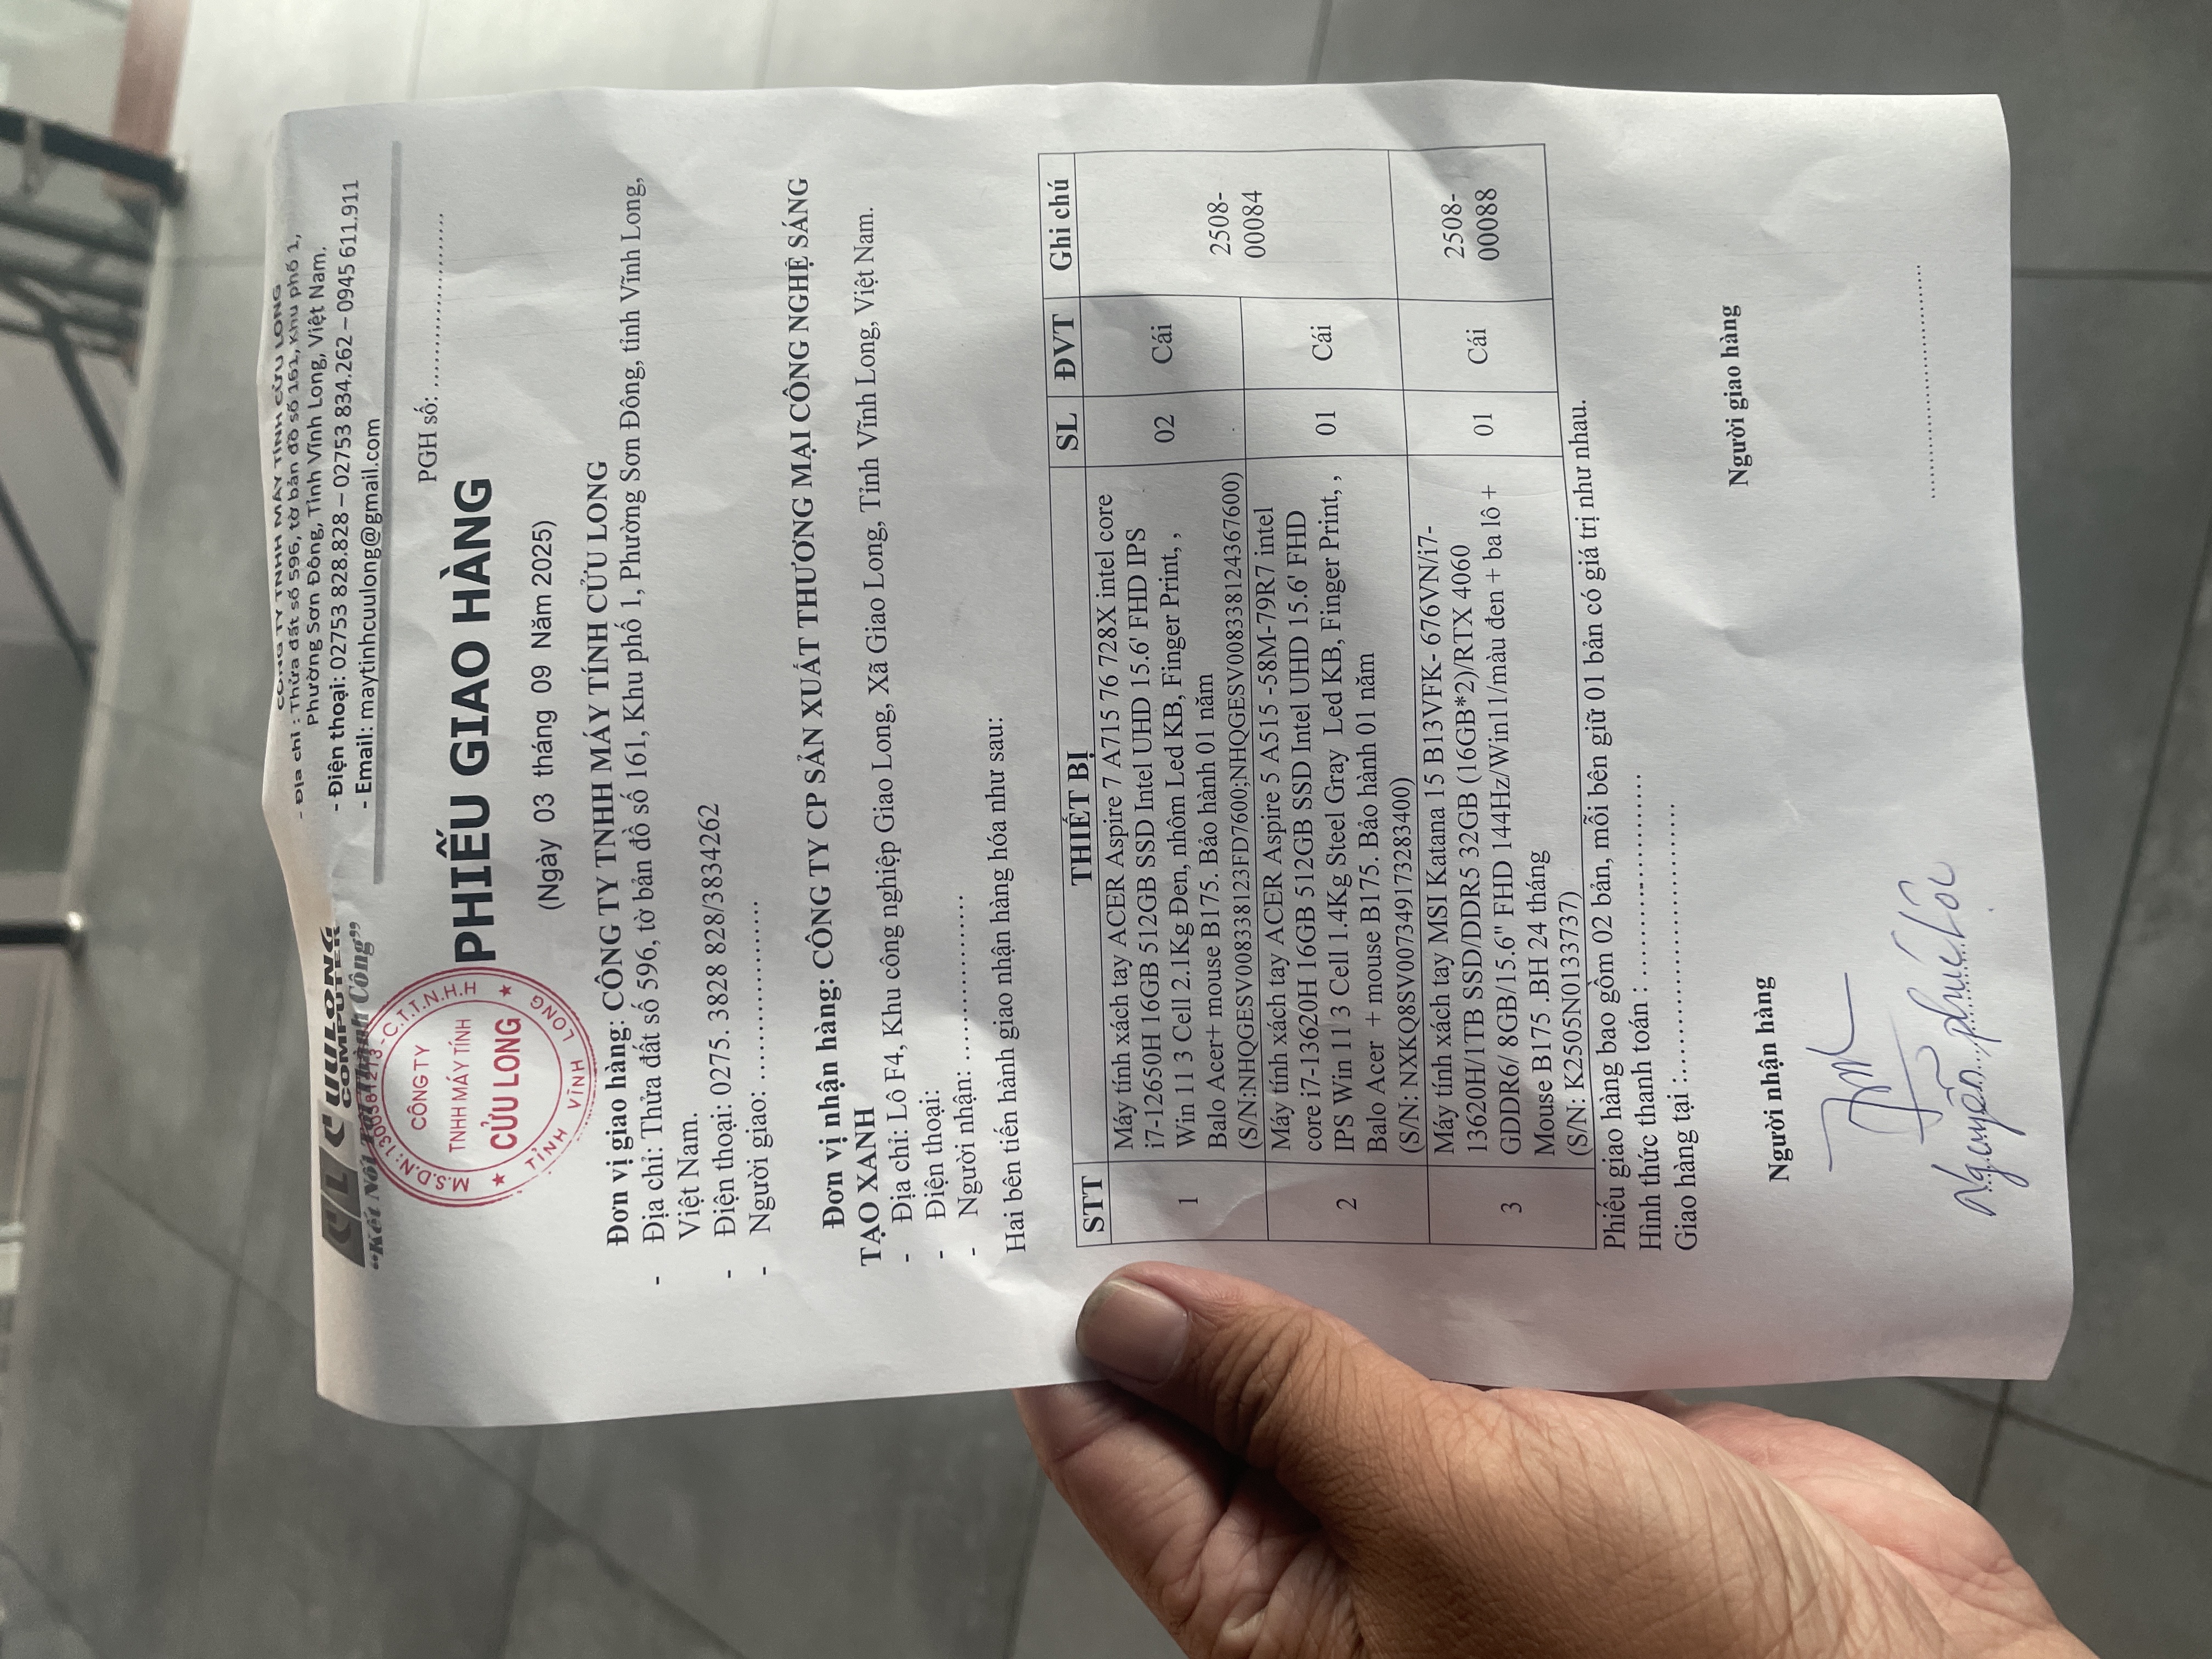 CỬU LONG
COMPUTER
“Kết Nối Tới Thành Công”
CÔNG TY TNHH MÁY TÍNH CỬU LONG
- Địa chỉ : Thửa đất số 596, tờ bản đồ số 161, Khu phố 1,
Phường Sơn Đông, Tỉnh Vĩnh Long, Việt Nam.
- Điện thoại: 02753 828.828 – 02753 834.262 – 0945 611.911
- Email: maytinhcuulong@gmail.com
M.S.D.N: 1300381213 - C.T.T.N.H.H
CÔNG TY
TNHH MÁY TÍNH
CỬU LONG
TỈNH VĨNH LONG
PGH số: ..............................
PHIẾU GIAO HÀNG
(Ngày 03 tháng 09 Năm 2025)
Đơn vị giao hàng: CÔNG TY TNHH MÁY TÍNH CỬU LONG
- Địa chỉ: Thửa đất số 596, tờ bản đồ số 161, Khu phố 1, Phường Sơn Đông, tỉnh Vĩnh Long,
Việt Nam.
- Điện thoại: 0275. 3828 828/3834262
- Người giao: ..............................
Đơn vị nhận hàng: CÔNG TY CP SẢN XUẤT THƯƠNG MẠI CÔNG NGHỆ SÁNG
TẠO XANH
- Địa chỉ: Lô F4, Khu công nghiệp Giao Long, Xã Giao Long, Tỉnh Vĩnh Long, Việt Nam.
- Điện thoại:
- Người nhận: ..............................
Hai bên tiến hành giao nhận hàng hóa như sau:
STT THIẾT BỊ SL ĐVT Ghi chú
1 Máy tính xách tay ACER Aspire 7 A715 76 728X intel core
i7-12650H 16GB 512GB SSD Intel UHD 15.6' FHD IPS
Win 11 3 Cell 2.1Kg Đen, nhôm Led KB, Finger Print, ,
Balo Acer+ mouse B175. Bảo hành 01 năm
(S/N:NHQGESV00833812 3FD7600;NHQGESV0083381243 67600)
02 Cái 2508-
00084
2 Máy tính xách tay ACER Aspire 5 A515 -58M-79R7 intel
core i7-13620H 16GB 512GB SSD Intel UHD 15.6' FHD
IPS Win 11 3 Cell 1.4Kg Steel Gray Led KB, Finger Print, ,
Balo Acer + mouse B175. Bảo hành 01 năm
(S/N: NXKQ8SV00734917 3283400)
01 Cái
3 Máy tính xách tay MSI Katana 15 B13VFK- 676VN/i7-
13620H/1TB SSD/DDR5 32GB (16GB*2)/RTX 4060
GDDR6/ 8GB/15.6" FHD 144Hz/Win11/màu đen + ba lô +
Mouse B175 .BH 24 tháng
(S/N: K2505N0133737)
01 Cái 2508-
00088
Phiếu giao hàng bao gồm 02 bản, mỗi bên giữ 01 bản có giá trị như nhau.
Hình thức thanh toán : ..............................
Giao hàng tại :..............................
Người nhận hàng Người giao hàng
Nguyễn Phúc Lộc